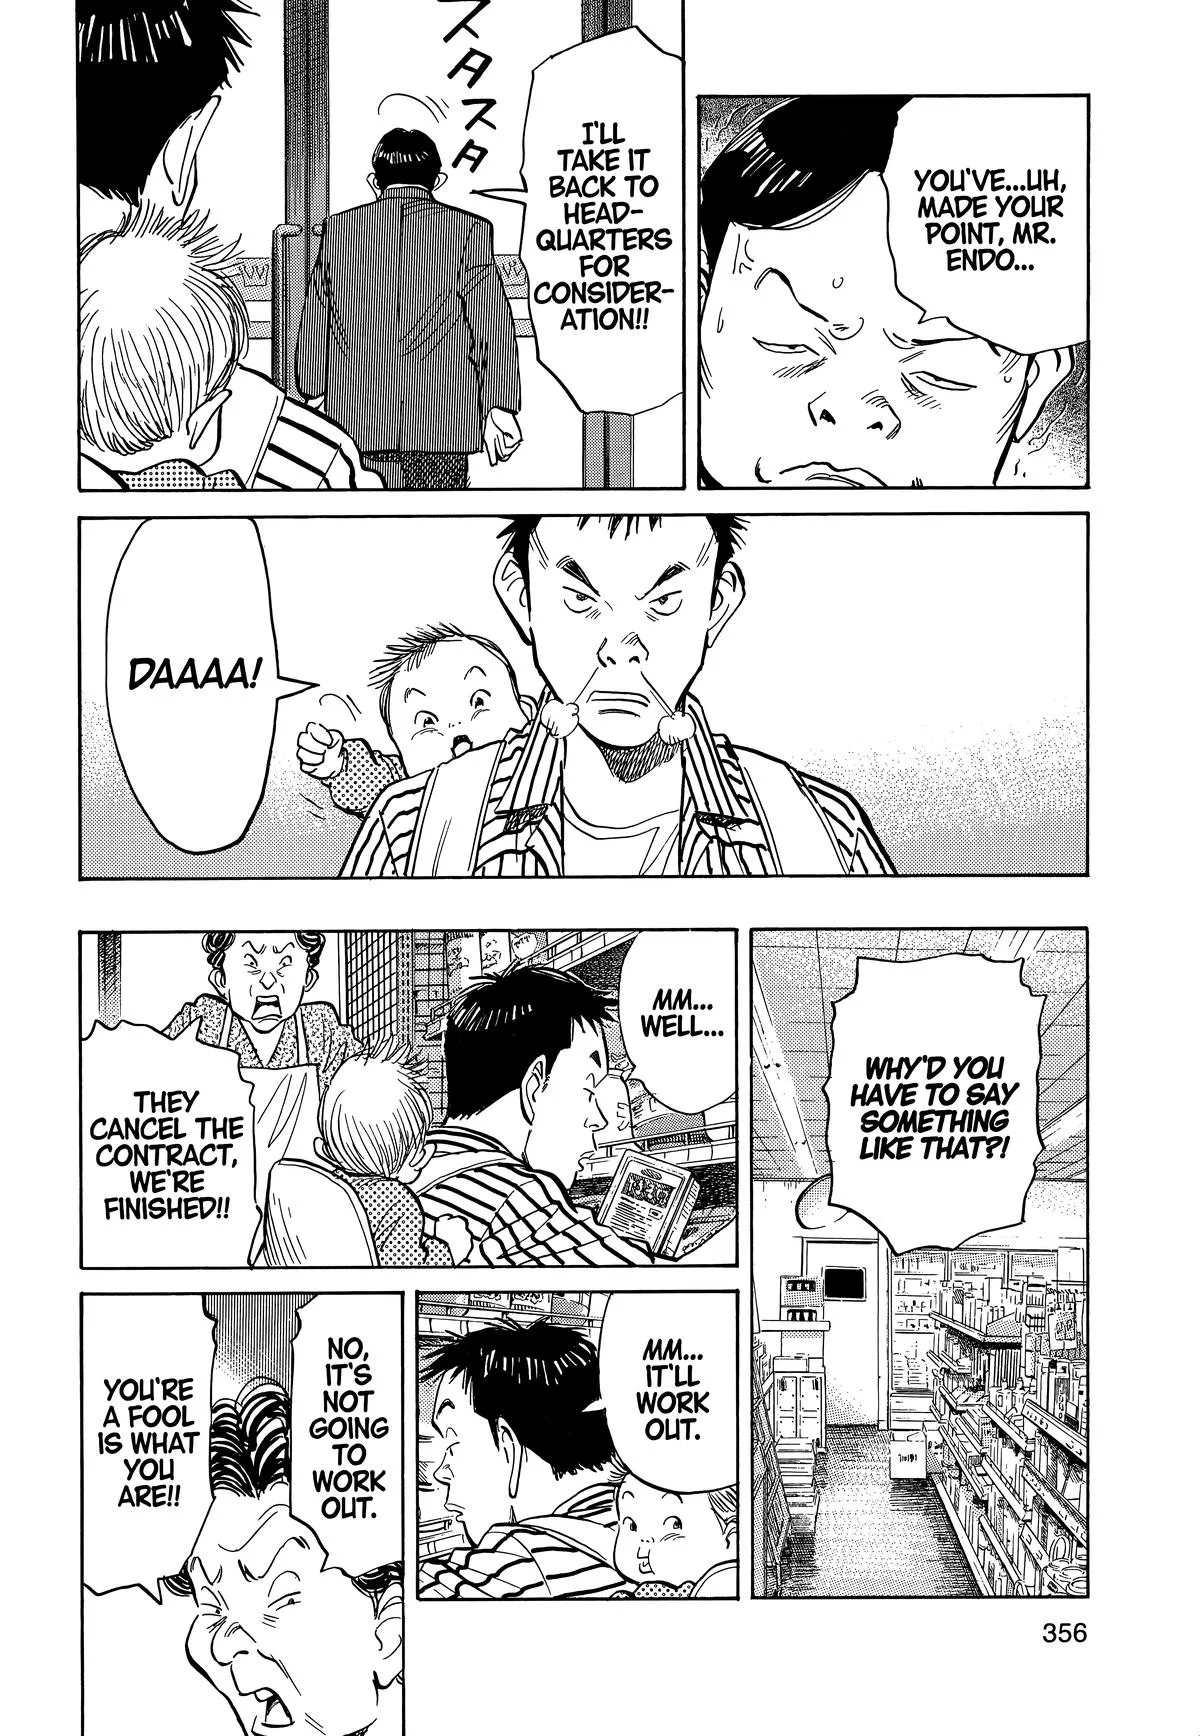 YOU'VE...UH,
MADE YOUR
POINT, MR.
ENDO...
I'LL
TAKE IT
BACK TO
HEAD-
QUARTERS
FOR
CONSIDER-
ATION!!
スタスタ
DAAAA!
WHY'D YOU
HAVE TO SAY
SOMETHING
LIKE THAT?!
MM...
WELL...
THEY
CANCEL THE
CONTRACT,
WE'RE
FINISHED!!
MM...
IT'LL
WORK
OUT.
NO,
IT'S
NOT
GOING
TO
WORK
OUT.
YOU'RE
A FOOL
IS WHAT
YOU
ARE!!
356